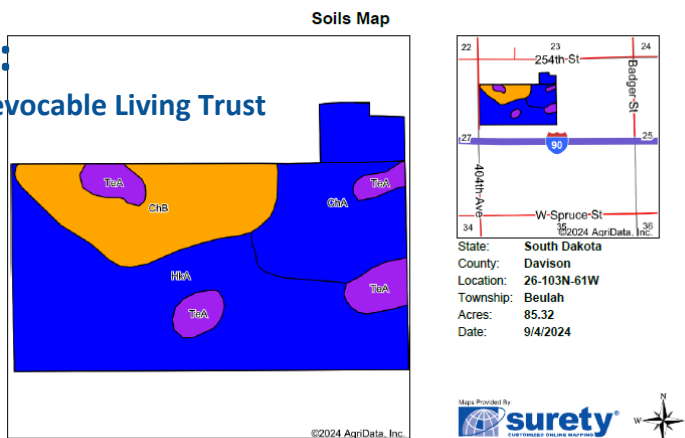 Soils Map
:
evocable Living Trust
TeA
ChB
ChA
TeA
HkA
TeA
TeA
©2024 AgriData, Inc.
22
23
24
254th St
Badger St
27
25
90
404th Ave
W Spruce St
34
35
36
©2024 AgriData, Inc.
State: South Dakota
County: Davison
Location: 26-103N-61W
Township: Beulah
Acres: 85.32
Date: 9/4/2024
Maps Provided By:
surety®
CUSTOMIZED ONLINE MAPPING
N
W
E
S